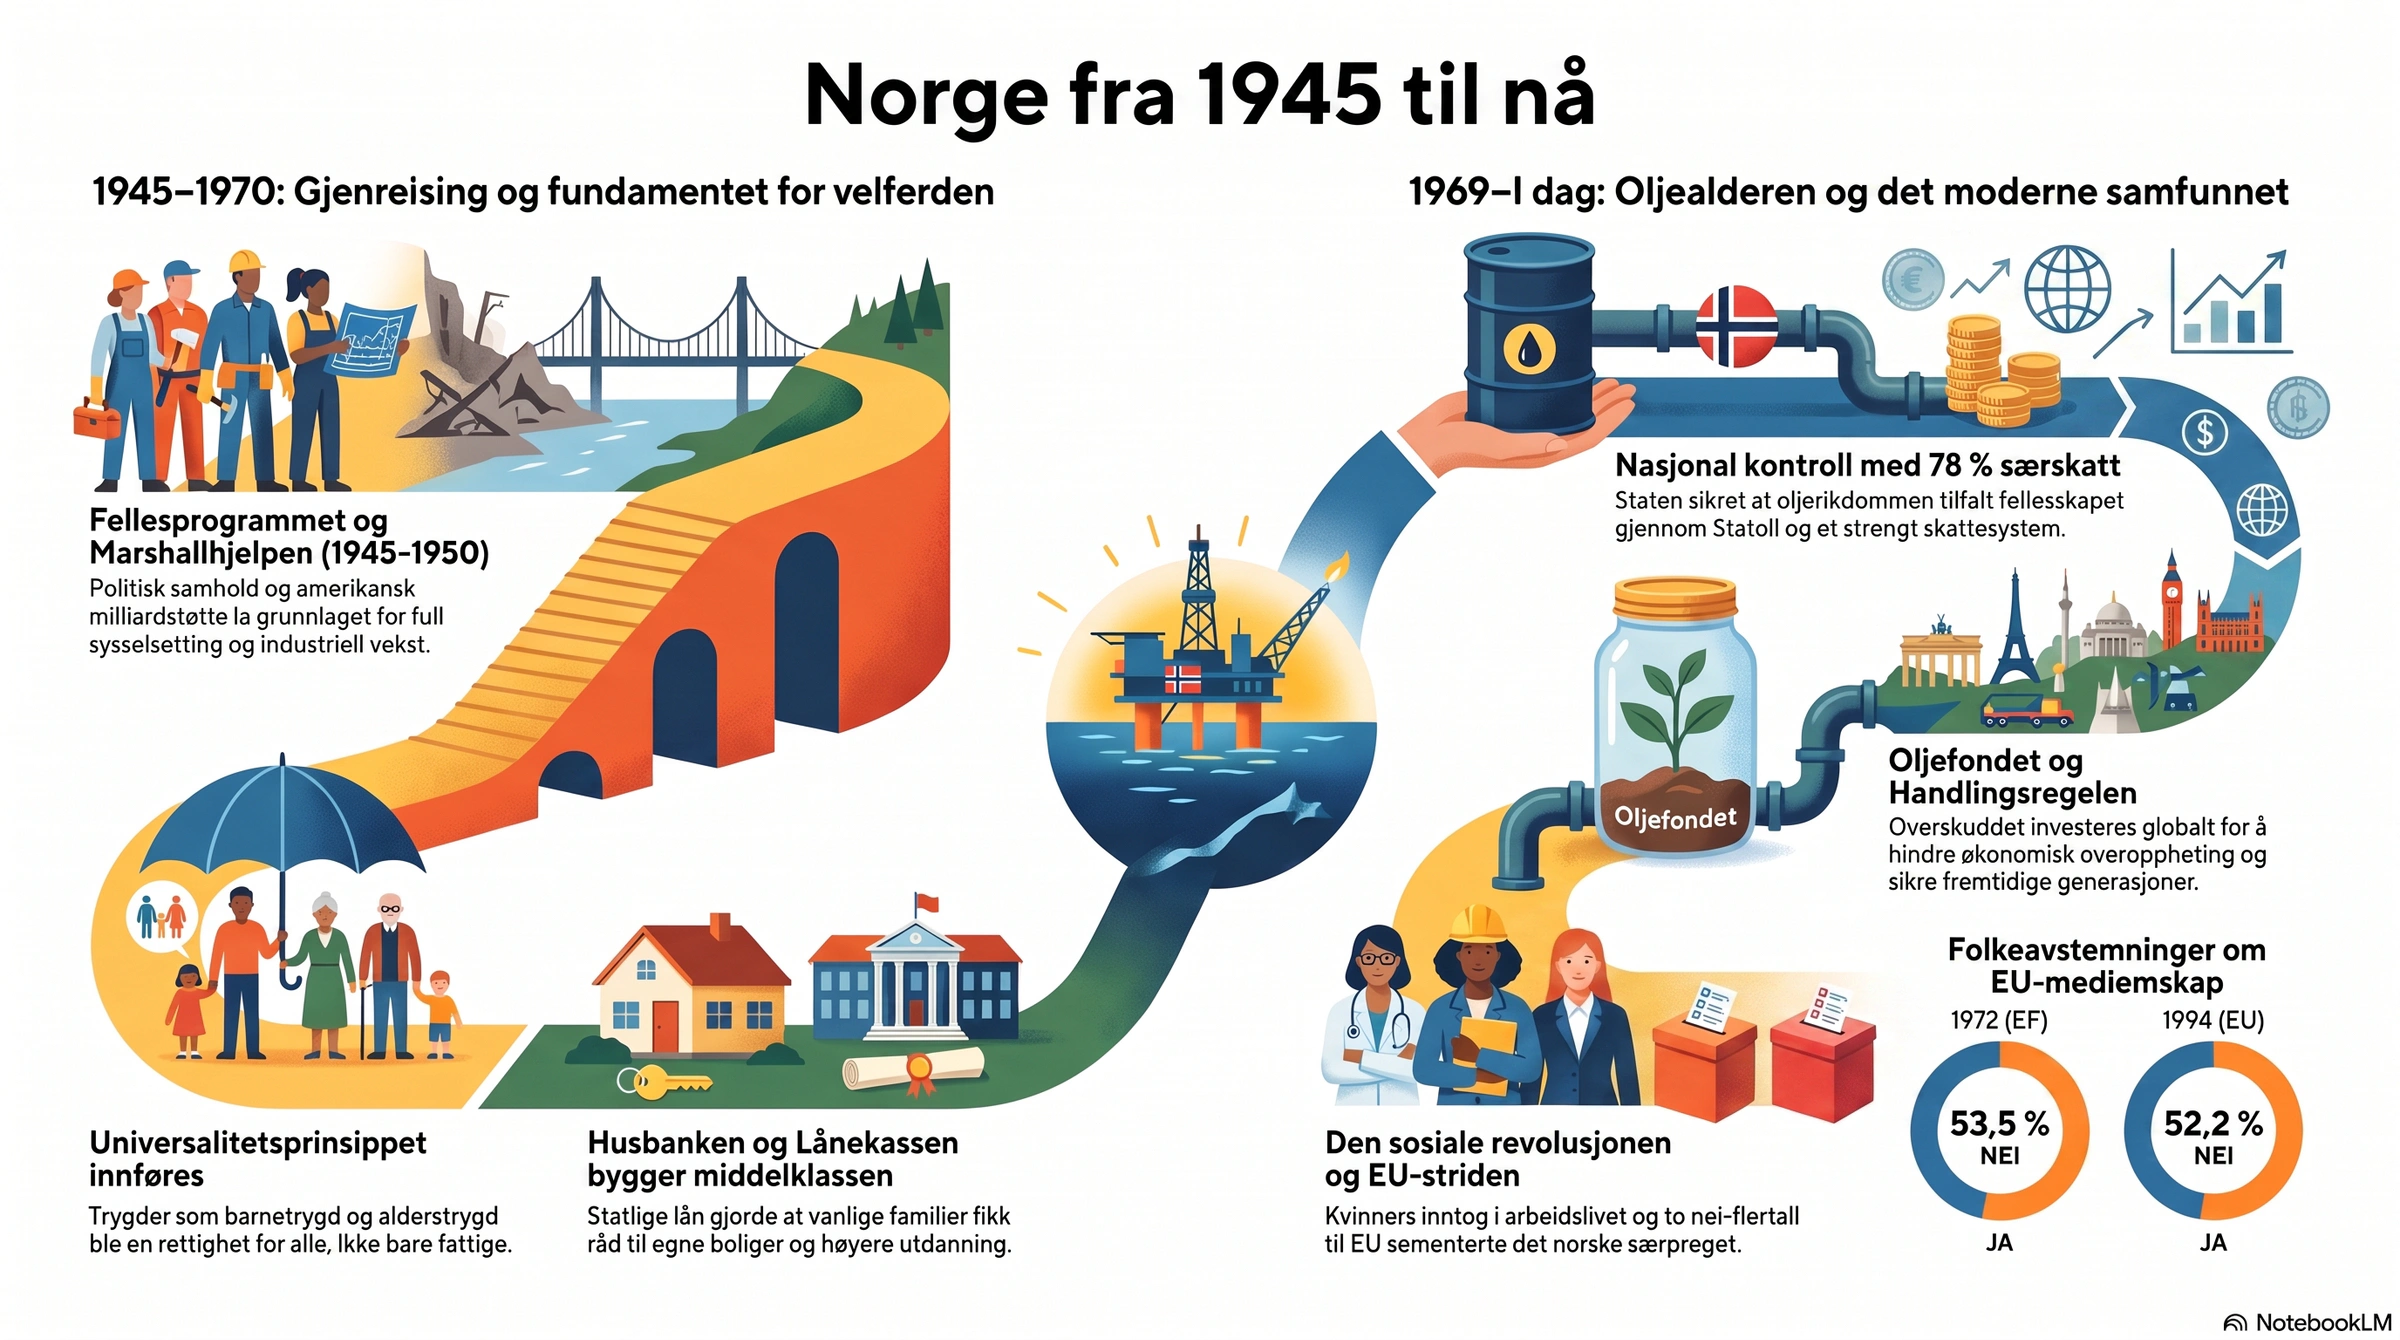 Norge fra 1945 til nå
1945–1970: Gjenreising og fundamentet for velferden
Fellesprogrammet og
Marshallhjelpen (1945-1950)
Politisk samhold og amerikansk
milliardstøtte la grunnlaget for full
sysselsetting og industriell vekst.
Universalitetsprinsippet
innføres
Trygder som barnetrygd og alderstrygd
ble en rettighet for alle, Ikke bare fattige.
Husbanken og Lånekassen
bygger middelklassen
Statlige lån gjorde at vanlige familier fikk
råd til egne boliger og høyere utdanning.
1969–I dag: Oljealderen og det moderne samfunnet
€
$
Nasjonal kontroll med 78 % særskatt
Staten sikret at oljerikdommen tilfalt fellesskapet
gjennom Statoll og et strengt skattesystem.
Oljefondet
Oljefondet og
Handlingsregelen
Overskuddet investeres globalt for å
hindre økonomisk overoppheting og
sikre fremtidige generasjoner.
Den sosiale revolusjonen
og EU-striden
Kvinners inntog i arbeidslivet og to nei-flertall
til EU sementerte det norske særpreget.
Folkeavstemninger om
EU-mediemskap
1972 (EF)
53,5 %
NEI
JA
1994 (EU)
52,2 %
NEI
JA
NotebookLM